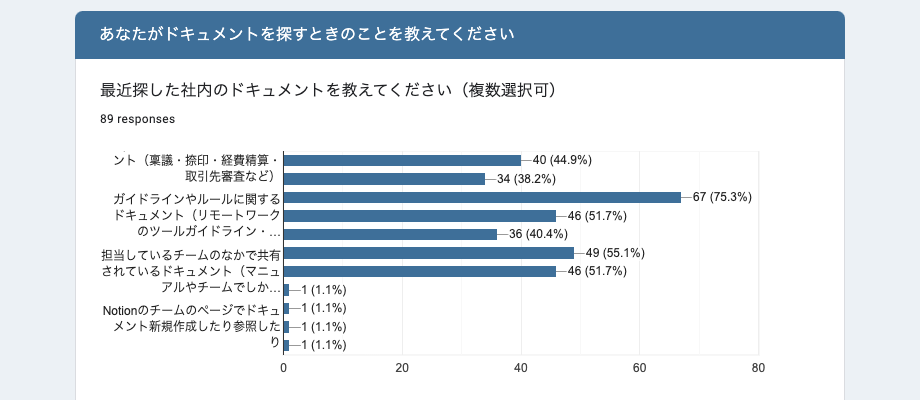 あなたがドキュメントを探すときのことを教えてください
最近探した社内のドキュメントを教えてください（複数選択可）
89 responses
ント（稟議・捺印・経費精算・
取引先審査など）
ガイドラインやルールに関する
ドキュメント（リモートワーク
のツールガイドライン・…
担当しているチームのなかで共有
されているドキュメント（マニュ
アルやチームでしか…
Notionのチームのページでドキュ
メント新規作成したり参照した
り
40 (44.9%)
34 (38.2%)
67 (75.3%)
46 (51.7%)
36 (40.4%)
49 (55.1%)
46 (51.7%)
1 (1.1%)
1 (1.1%)
1 (1.1%)
1 (1.1%)
0 20 40 60 80